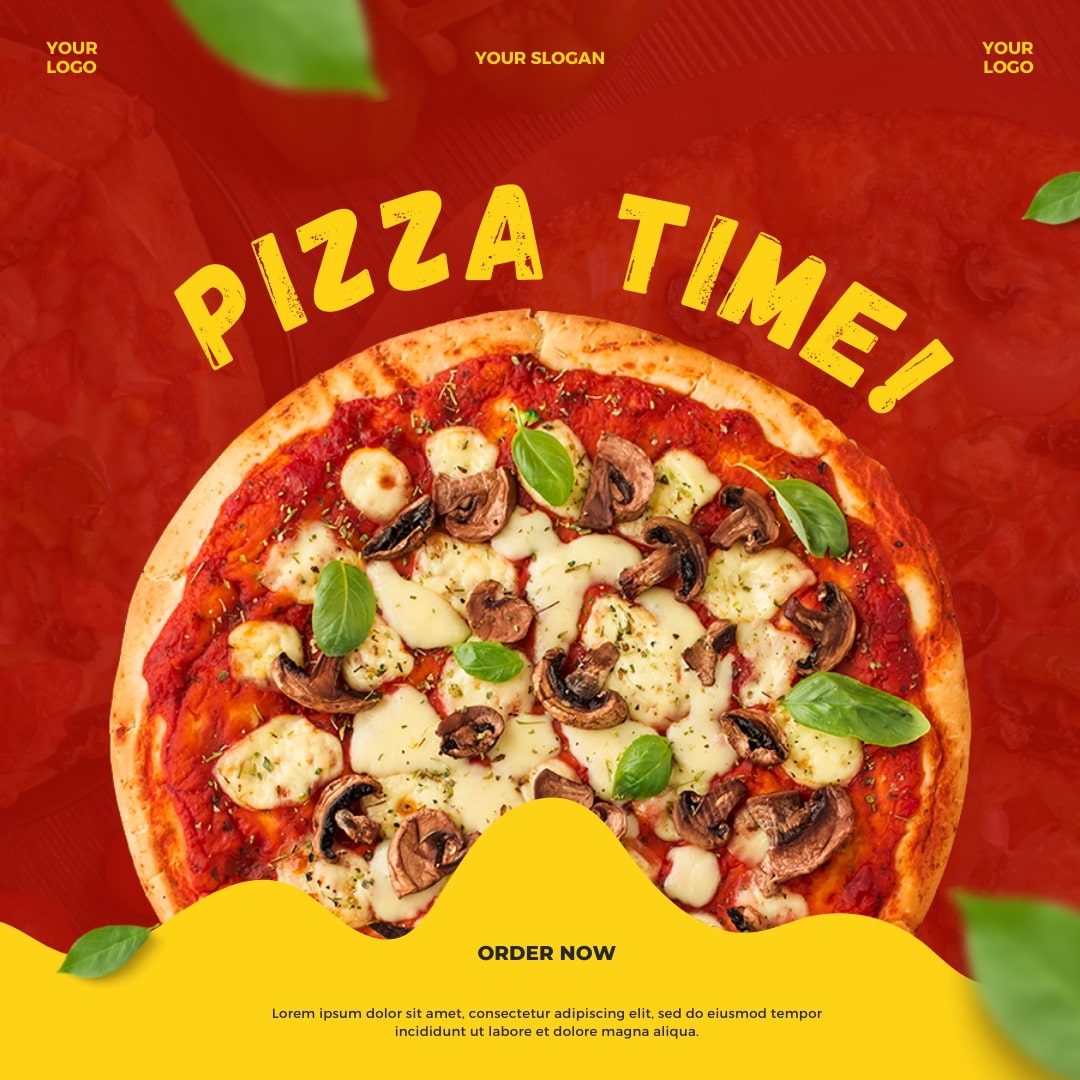 YOUR
LOGO
YOUR SLOGAN
YOUR
LOGO
PIZZA TIME!
ORDER NOW
Lorem ipsum dolor sit amet, consectetur adipiscing elit, sed do eiusmod tempor
incididunt ut labore et dolore magna aliqua.